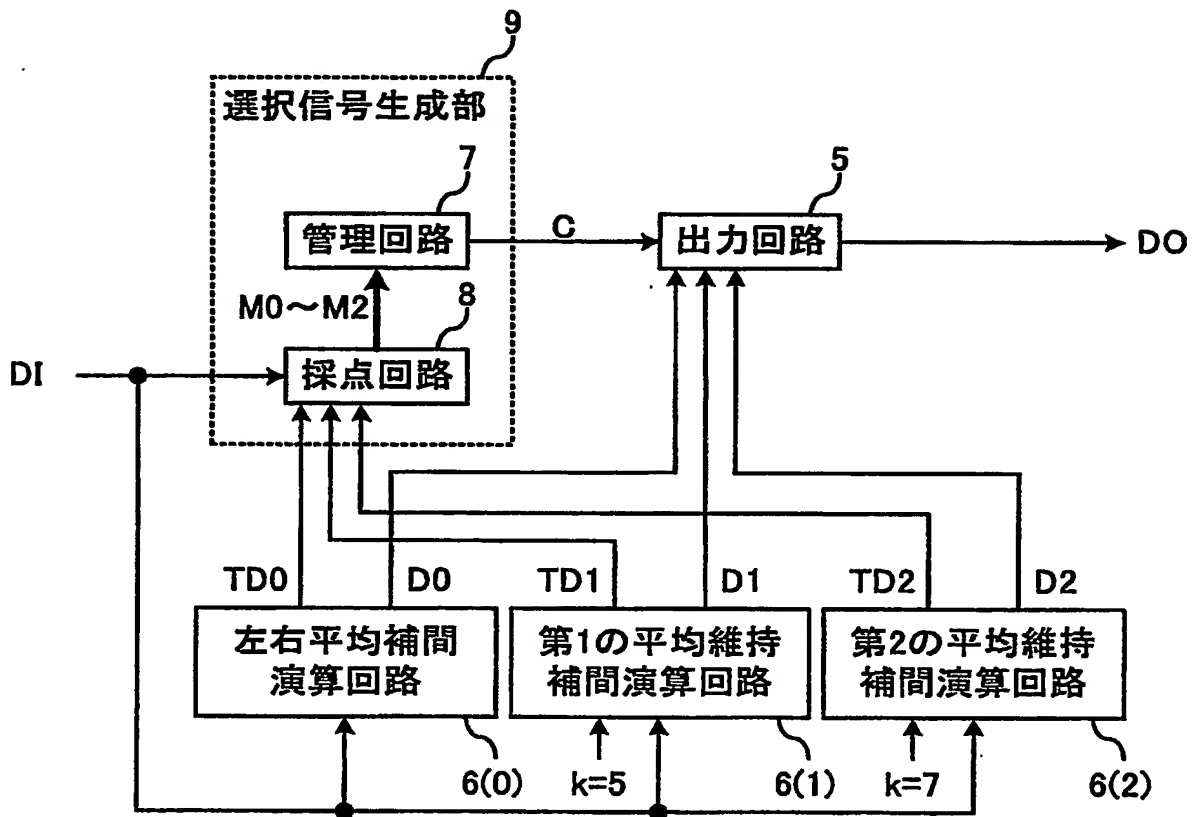 9
選択信号生成部
7
5
管理回路
C
出力回路
DO
M0～M2
8
DI
採点回路
TD0
D0
TD1
D1
TD2
D2
左右平均補間
演算回路
第1の平均維持
補間演算回路
第2の平均維持
補間演算回路
6(0)
k=5
6(1)
k=7
6(2)